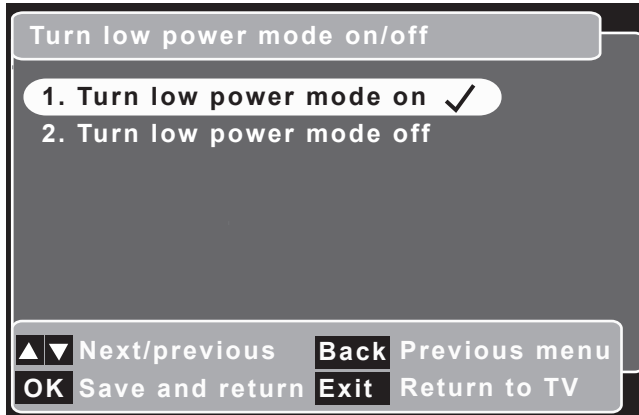 Turn low power mode on/off
1. Turn low power mode on ✓
2. Turn low power mode off
▲▼ Next/previous Back Previous menu
OK Save and return Exit Return to TV